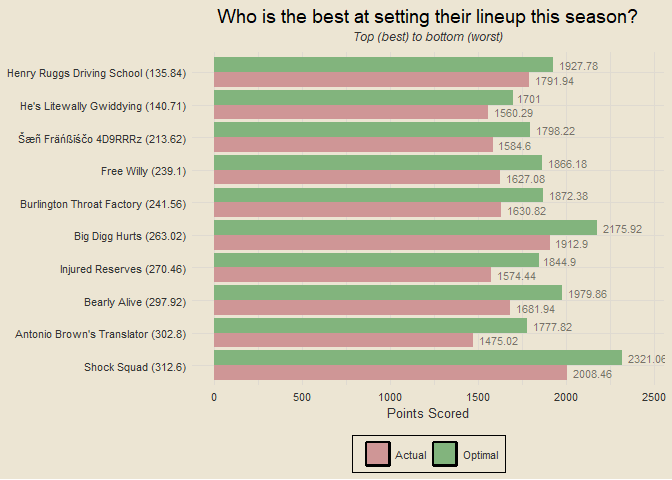 Who is the best at setting their lineup this season?
Top (best) to bottom (worst)
Henry Ruggs Driving School (135.84)
1927.78
1791.94
He's Litewally Gwiddying (140.71)
1701
1560.29
Šæñ Fräńßiščo 4D9RRRz (213.62)
1798.22
1584.6
Free Willy (239.1)
1866.18
1627.08
Burlington Throat Factory (241.56)
1872.38
1630.82
Big Digg Hurts (263.02)
2175.92
1912.9
Injured Reserves (270.46)
1844.9
1574.44
Bearly Alive (297.92)
1979.86
1681.94
Antonio Brown's Translator (302.8)
1777.82
1475.02
Shock Squad (312.6)
2321.06
2008.46
0 500 1000 1500 2000 2500
Points Scored
Actual Optimal